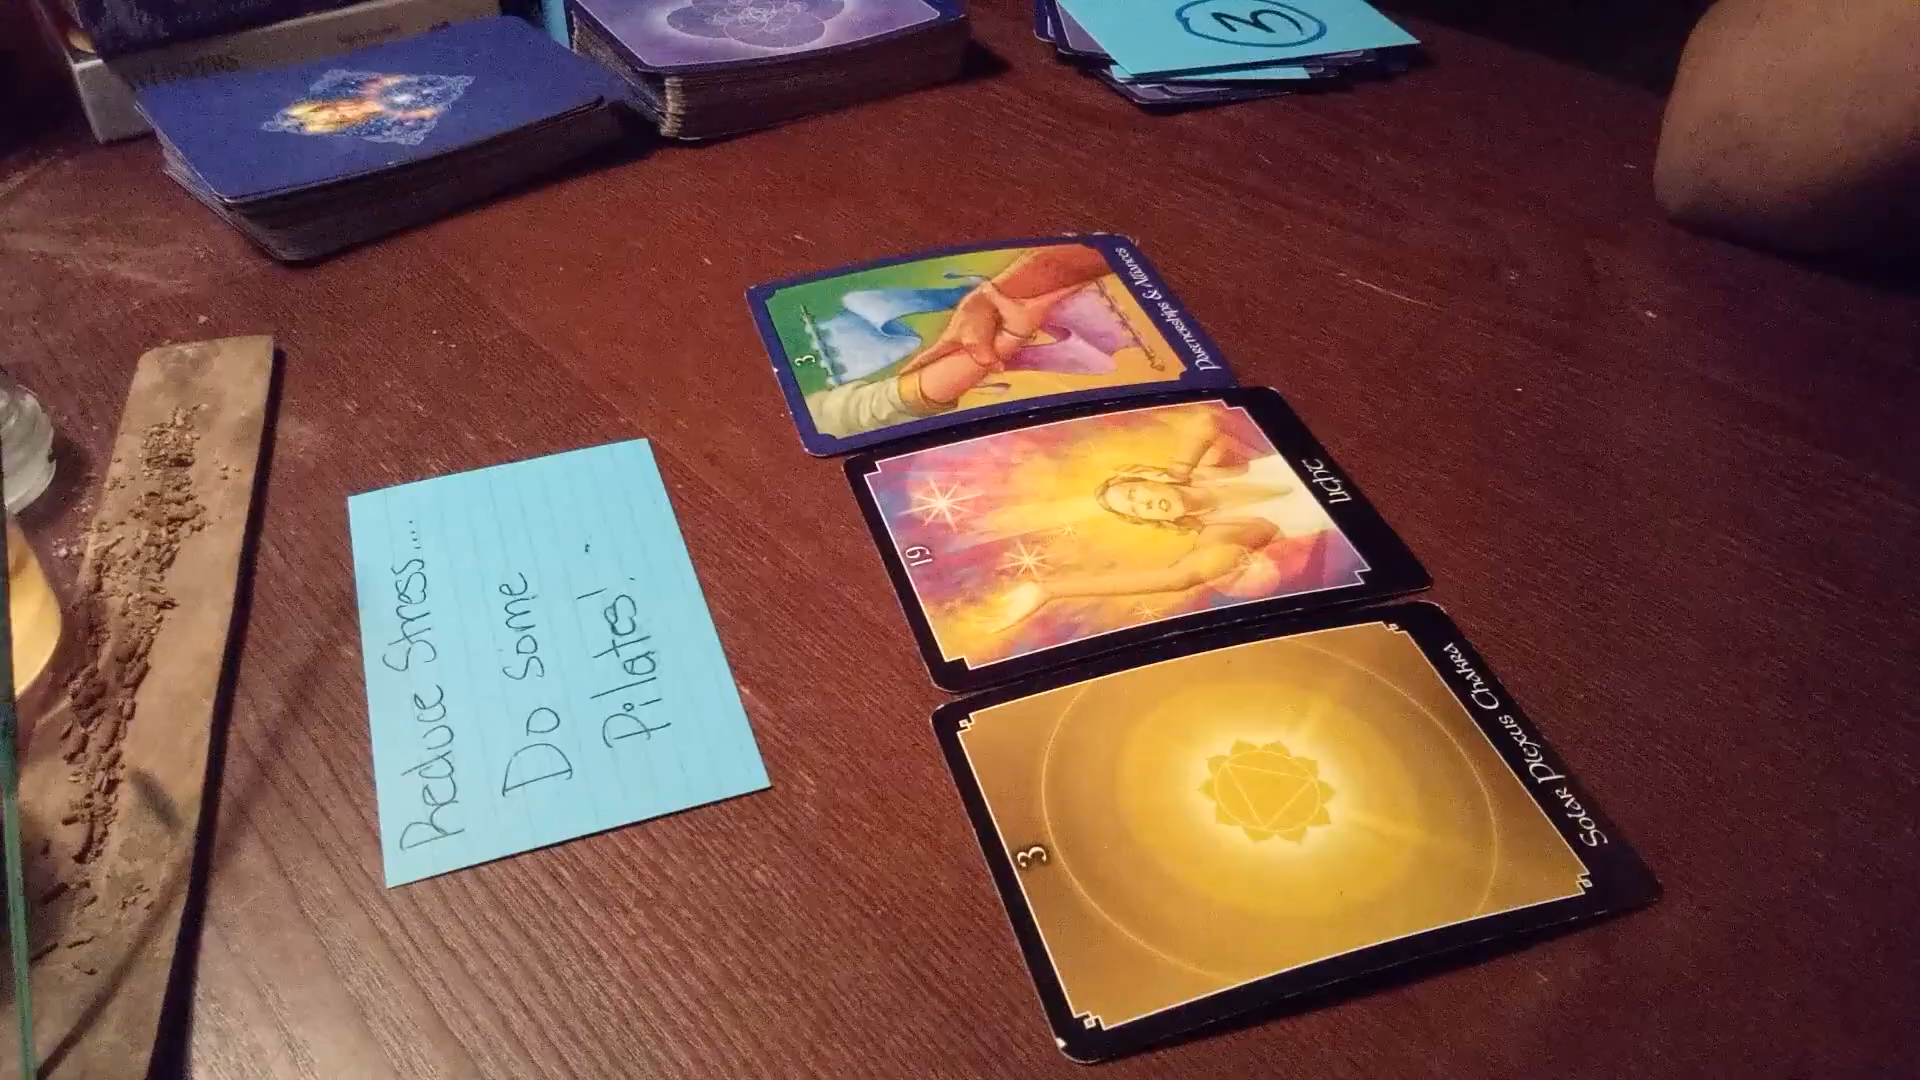 3
Partnerships & Alliances
3
Light
19
Solar Plexus Chakra
3
Reduce Stress....
Do Some
Pilates!